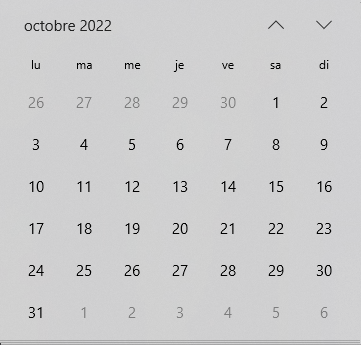 octobre 2022
lu ma me je ve sa di
26 27 28 29 30 1 2
3 4 5 6 7 8 9
10 11 12 13 14 15 16
17 18 19 20 21 22 23
24 25 26 27 28 29 30
31 1 2 3 4 5 6